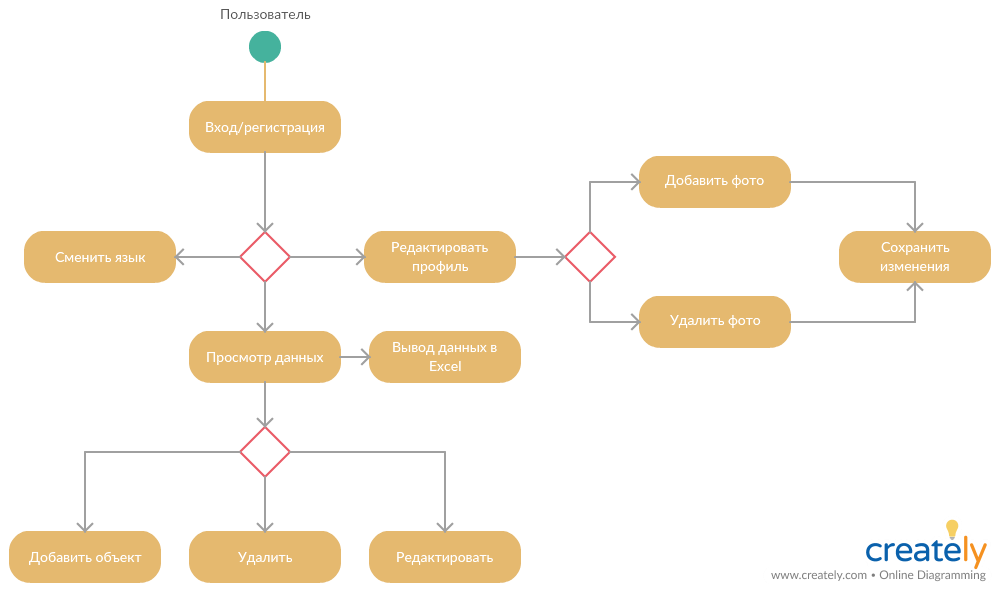 Пользователь
Вход/регистрация
Добавить фото
Сменить язык
Редактировать
профиль
Сохранить
изменения
Удалить фото
Просмотр данных
Вывод данных в
Excel
Добавить объект
Удалить
Редактировать
creately
www.creately.com • Online Diagramming